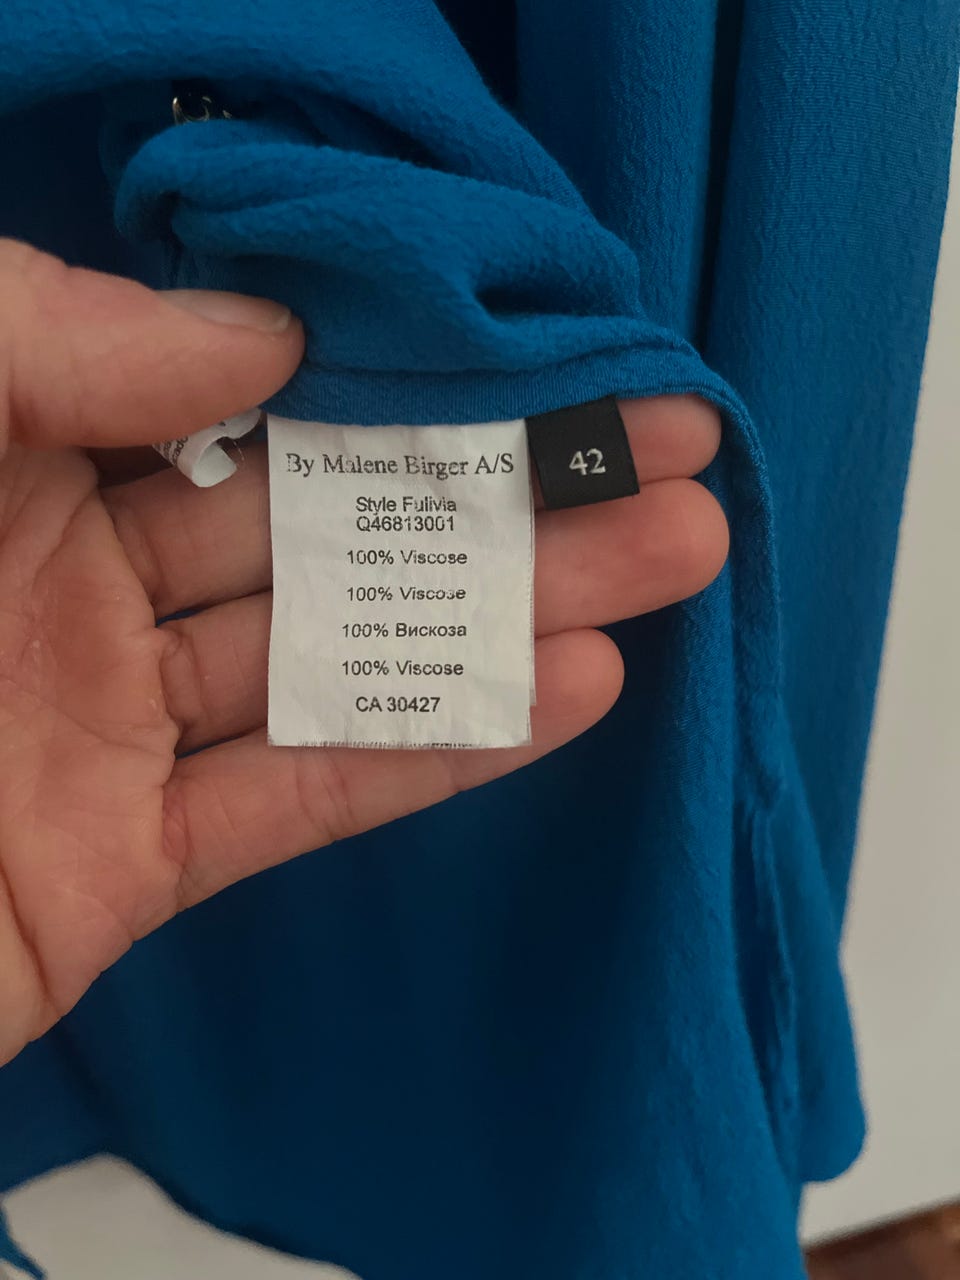 By Malene Birger A/S
42
Style Fulivia
Q46813001
100% Viscose
100% Viscose
100% Вискоза
100% Viscose
CA 30427